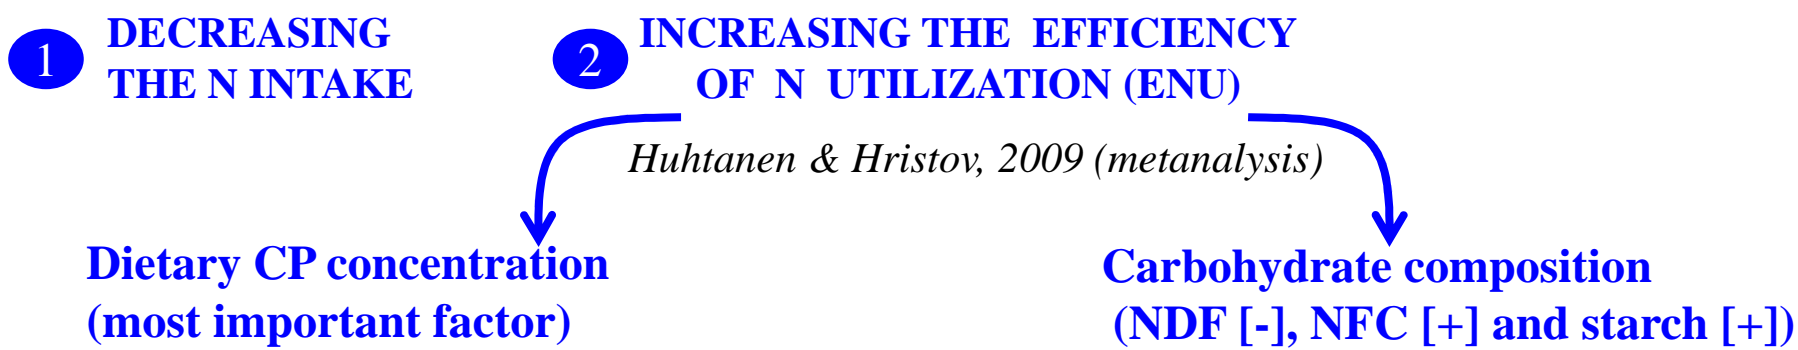 1 DECREASING
THE N INTAKE
2 INCREASING THE EFFICIENCY
OF N UTILIZATION (ENU)
Huhtanen & Hristov, 2009 (metanalysis)
Dietary CP concentration
(most important factor)
Carbohydrate composition
(NDF [-], NFC [+] and starch [+])